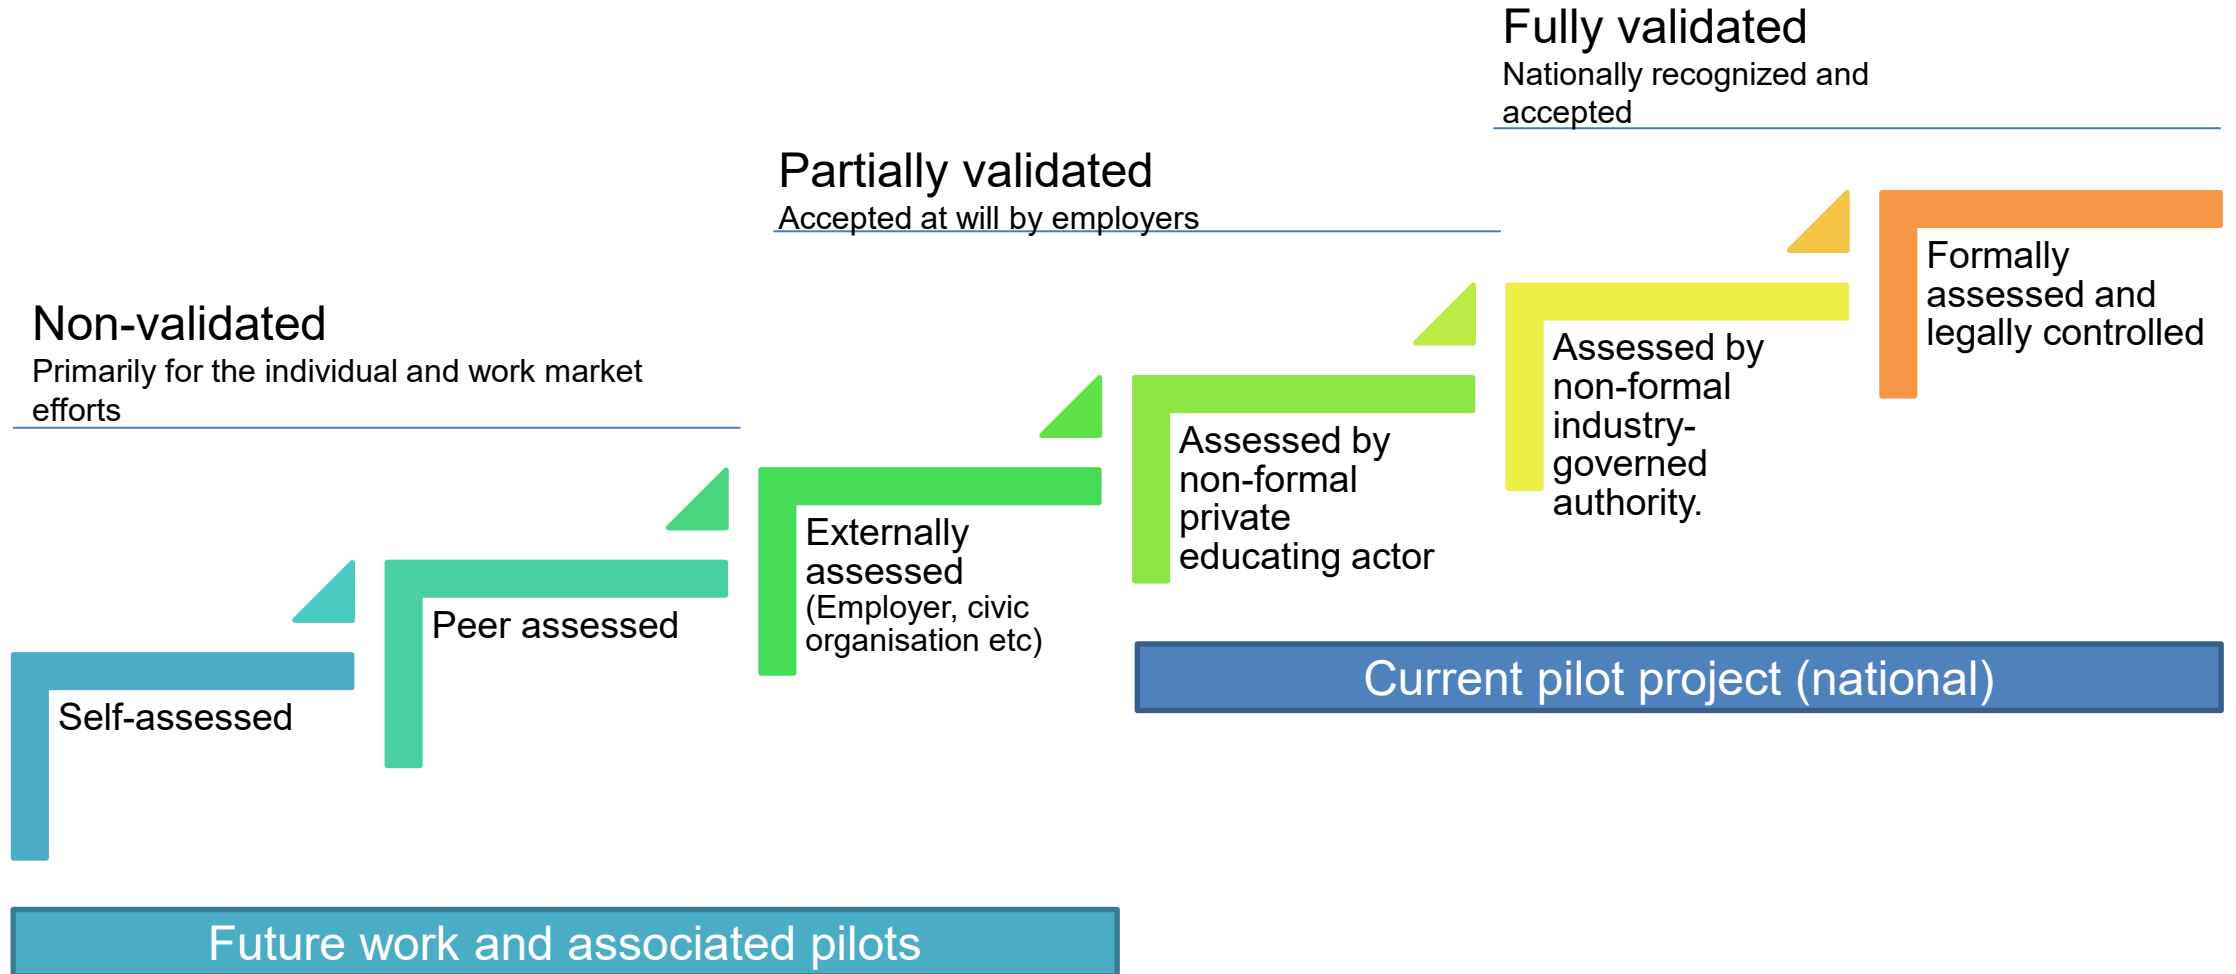 Fully validated
Nationally recognized and
accepted
Partially validated
Accepted at will by employers
Non-validated
Primarily for the individual and work market
efforts
Formally
assessed and
legally controlled
Assessed by
non-formal
industry-
governed
authority.
Assessed by
non-formal
private
educating actor
Externally
assessed
(Employer, civic
organisation etc)
Peer assessed
Self-assessed
Current pilot project (national)
Future work and associated pilots